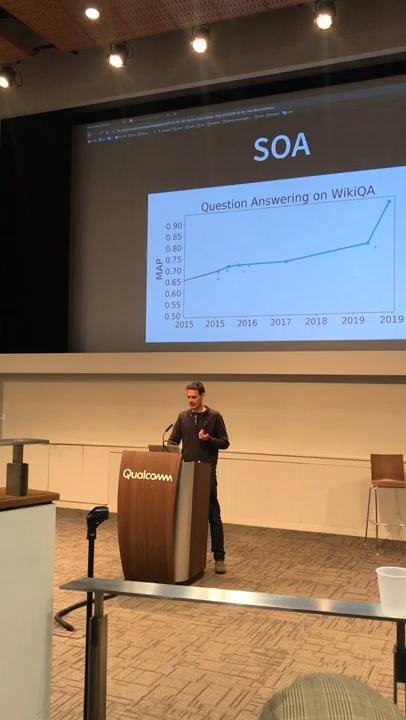 SOA
Question Answering on WikiQA
MAP
0.90
0.85
0.80
0.75
0.70
0.65
0.60
0.55
0.50
2015 2015 2016 2017 2018 2019 2019
Qualcomm